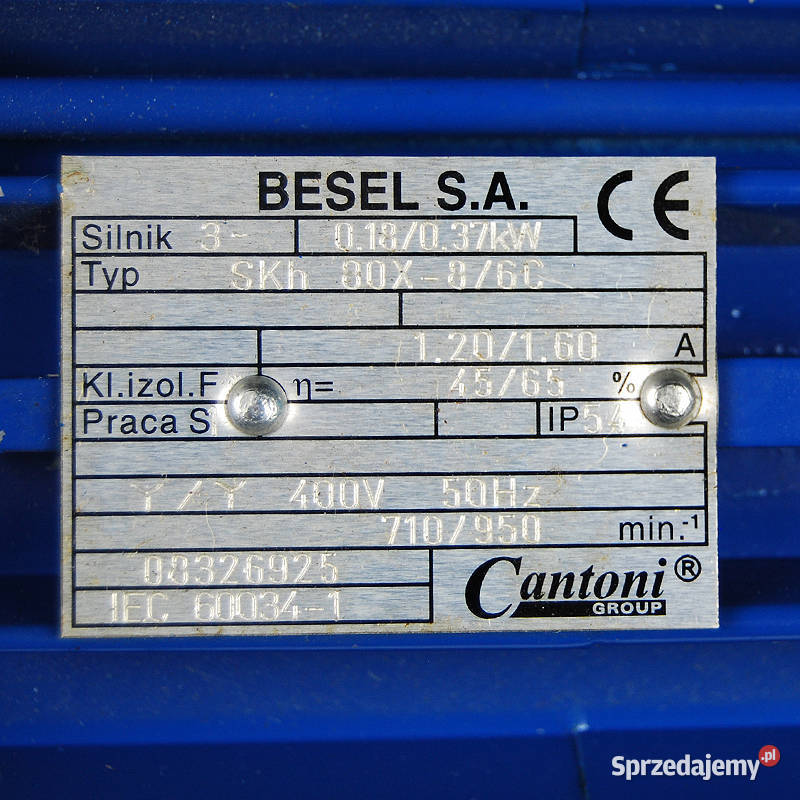 BESEL S.A. CE
Silnik 3~ 0.18/0.37kW
Typ SKh 80X-8/6C
1.20/1.60 A
Kl.izol.F η= 45/65 %
Praca S IP54
Y/Y 400V 50Hz
710/950 min.-1
08326925
IEC 60034-1
Cantoni®
GROUP
Sprzedajemy.pl